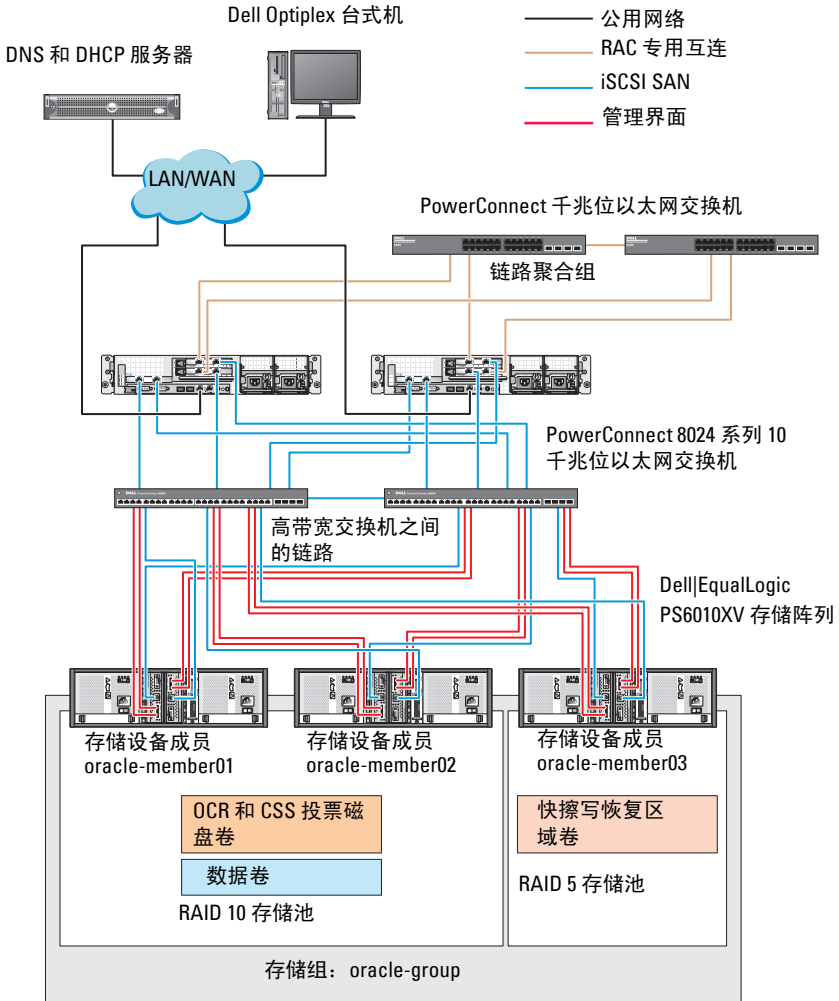 Dell Optiplex 台式机
DNS 和 DHCP 服务器
公用网络
RAC 专用互连
iSCSI SAN
管理界面
LAN/WAN
PowerConnect 千兆位以太网交换机
链路聚合组
PowerConnect 8024 系列 10
千兆位以太网交换机
高带宽交换机之间
的链路
Dell|EqualLogic
PS6010XV 存储阵列
存储设备成员
oracle-member01
存储设备成员
oracle-member02
存储设备成员
oracle-member03
OCR 和 CSS 投票磁
盘卷
数据卷
RAID 10 存储池
快擦写恢复区
域卷
RAID 5 存储池
存储组：oracle-group